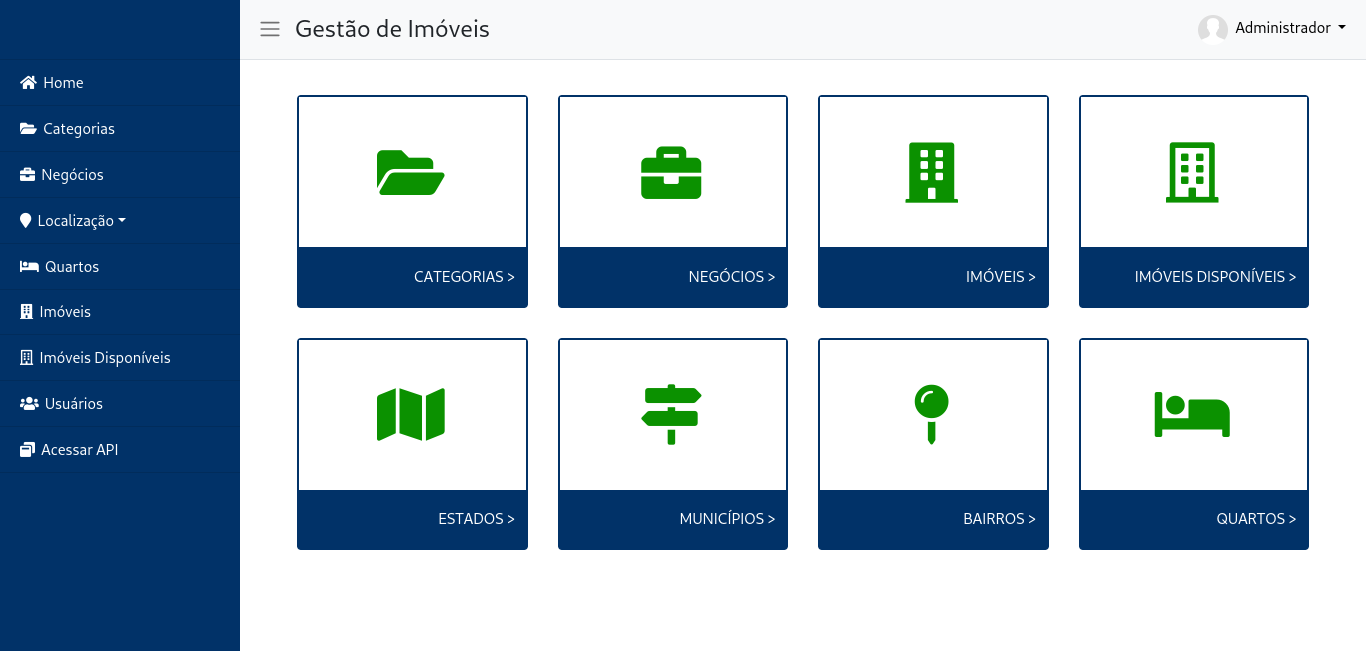 Gestão de Imóveis
Administrador
Home
Categorias
Negócios
Localização
Quartos
Imóveis
Imóveis Disponíveis
Usuários
Acessar API
CATEGORIAS >
NEGÓCIOS >
IMÓVEIS >
IMÓVEIS DISPONÍVEIS >
ESTADOS >
MUNICÍPIOS >
BAIRROS >
QUARTOS >